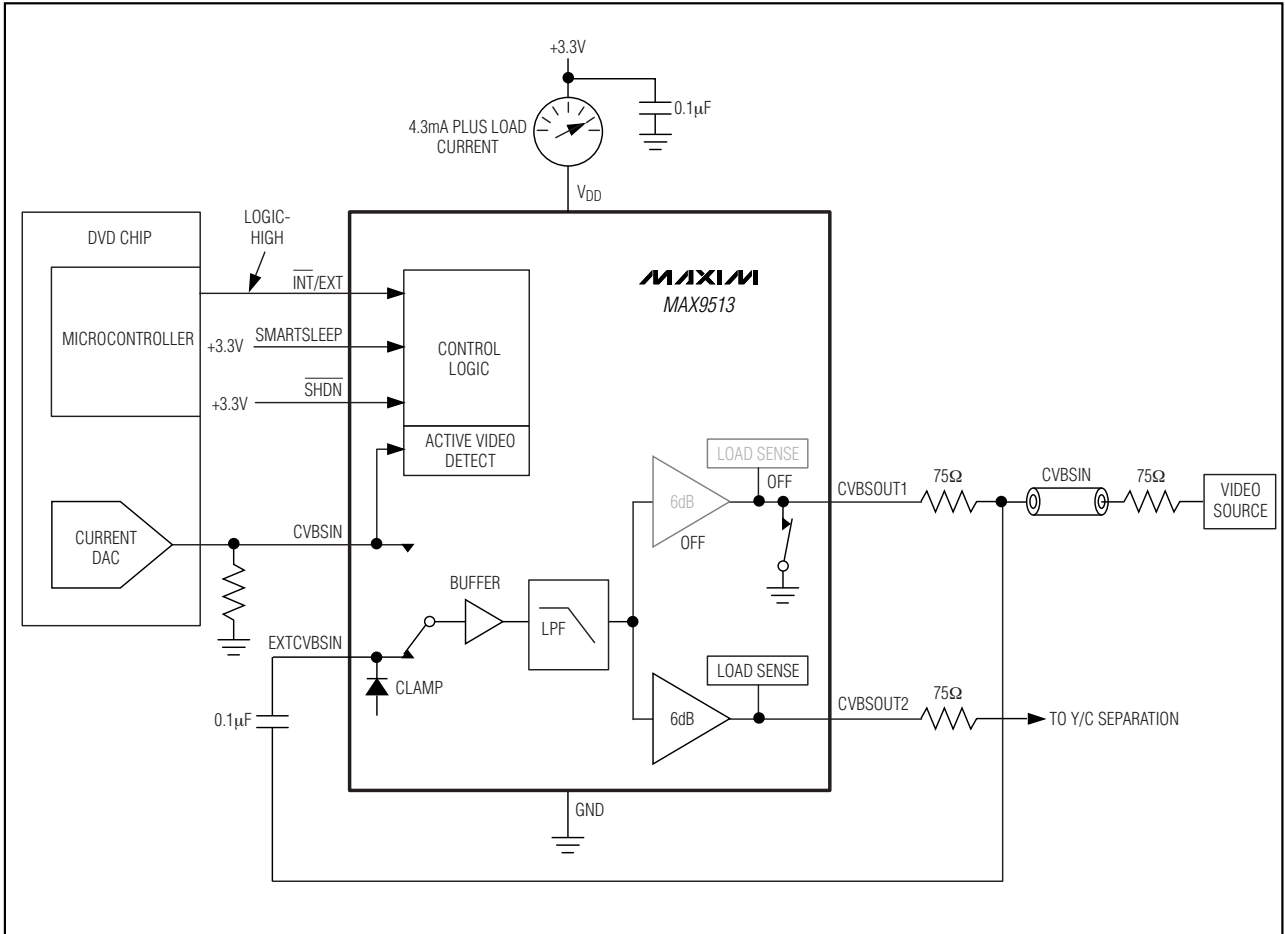 +3.3V
0.1µF
4.3mA PLUS LOAD
CURRENT
VDD
DVD CHIP
LOGIC-
HIGH
MICROCONTROLLER
INT/EXT
+3.3V
SMARTSLEEP
+3.3V
SHDN
CONTROL
LOGIC
ACTIVE VIDEO
DETECT
MAXIM
MAX9513
CURRENT
DAC
CVBSIN
BUFFER
LPF
EXTCVBSIN
CLAMP
0.1µF
LOAD SENSE
OFF
6dB
OFF
CVBSOUT1
75Ω
CVBSIN
75Ω
VIDEO
SOURCE
LOAD SENSE
6dB
CVBSOUT2
75Ω
TO Y/C SEPARATION
GND